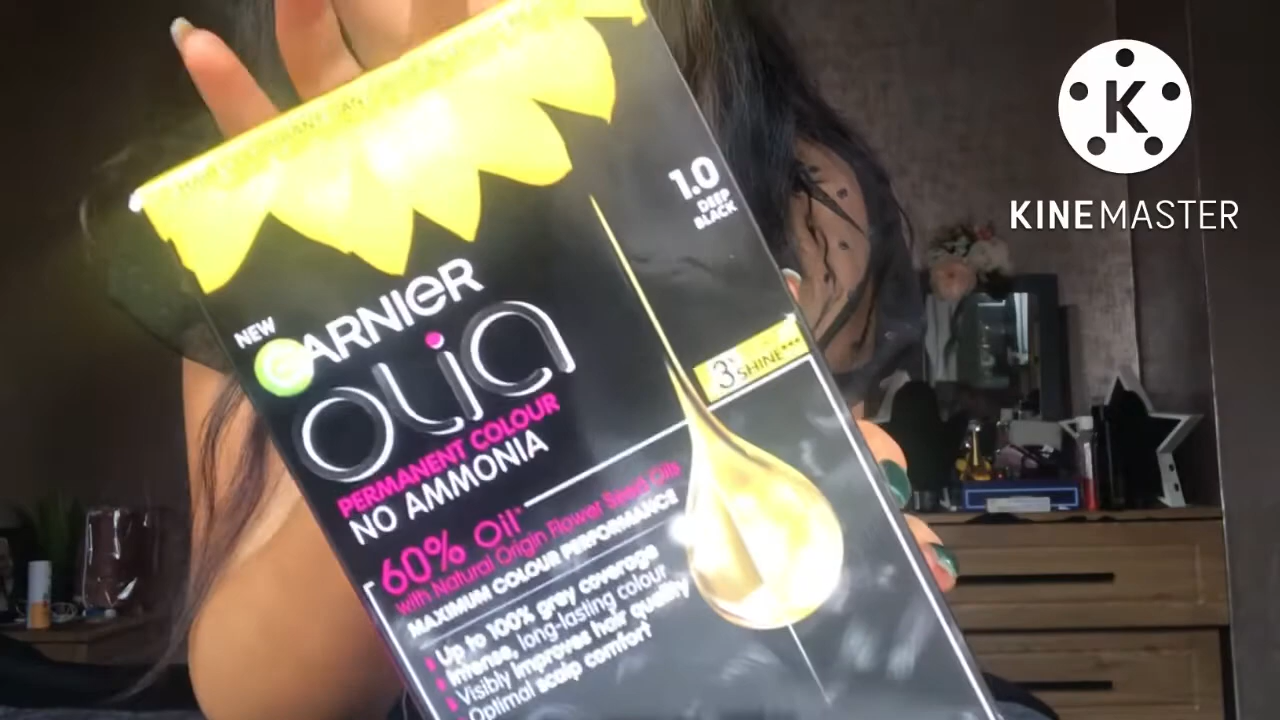 1.0
DEEP
BLACK
NEW
GARNIER
OLIA
PERMANENT COLOUR
NO AMMONIA
3x SHINE***
60% Oil*
with Natural Origin Flower Seed Oils
MAXIMUM COLOUR PERFORMANCE
Up to 100% grey coverage
Intense, long-lasting colour
Visibly improves hair quality
Optimal scalp comfort
K
KINEMASTER